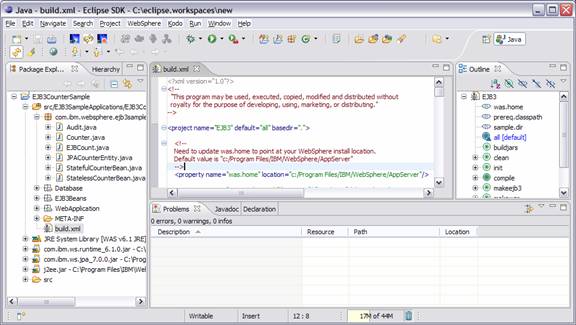 Java - build.xml - Eclipse SDK - C:\eclipse.workspaces\new
File Edit Navigate Search Project WebSphere Kodo Run Window Help
Java
Package Expl...
Hierarchy
EJB3CounterSample
src/EJB3SampleApplications/EJB3Co
com.ibm.websphere.ejb3sample
Audit.java
Counter.java
EJBCount.java
JPACounterEntity.java
StatefulCounterBean.java
StatelessCounterBean.java
Database
EJB3Beans
WebApplication
META-INF
build.xml
JRE System Library [WAS v6.1 JRE]
com.ibm.ws.runtime_6.1.0.jar - C:\
com.ibm.ws.jpa_7.0.0.jar - C:\Prog
j2ee.jar - C:\Program Files\IBM\We
src
build.xml
<?xml version="1.0"?>
<!--
"This program may be used, executed, copied, modified and distributed without
royalty for the purpose of developing, using, marketing, or distributing."
-->
<project name="EJB3" default="all" basedir=".">
<!--
Need to update was.home to point at your WebSphere install location.
Default value is "c:/Program Files/IBM/WebSphere/AppServer"
-->
<property name="was.home" location="c:/Program Files/IBM/WebSphere/AppServer"/>
Outline
EJB3
was.home
prereq.classpath
sample.dir
all [default]
buildjars
clean
init
compile
makeejb3
Problems
Javadoc
Declaration
0 errors, 0 warnings, 0 infos
Description
Resource
Path
Location
Writable
Insert
12 : 8
17M of 44M